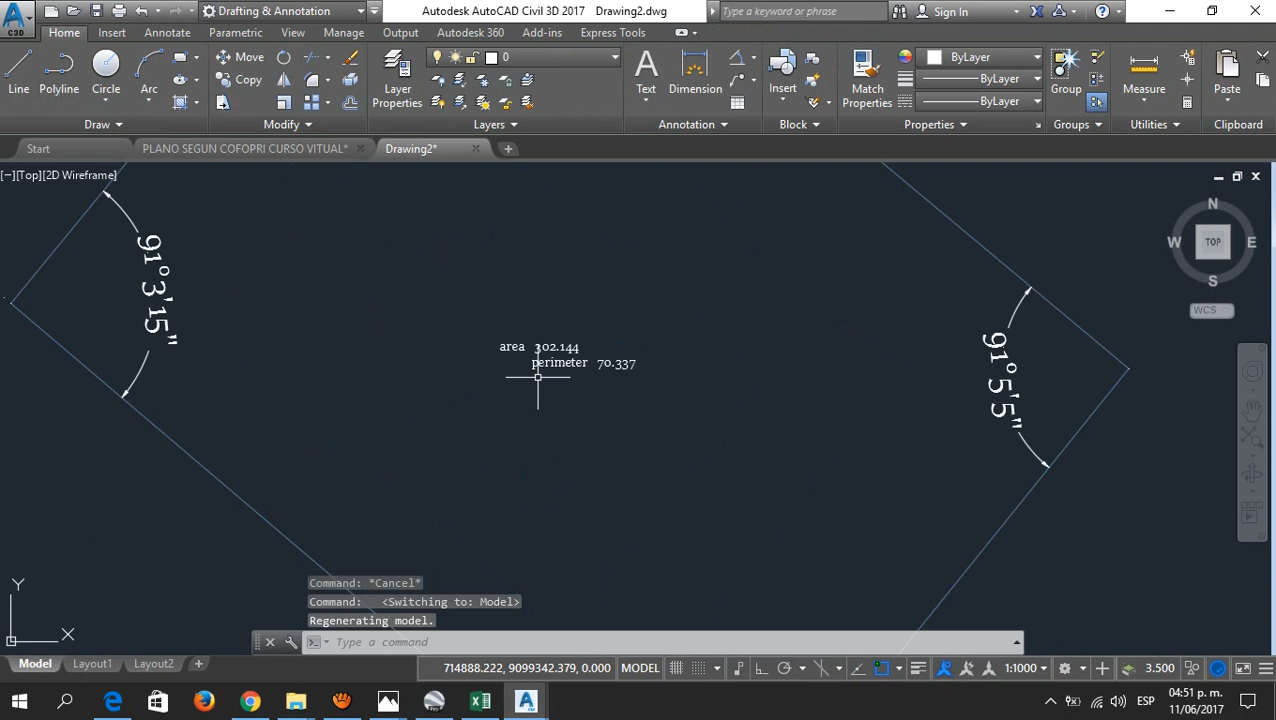 C3D
Drafting & Annotation
Autodesk AutoCAD Civil 3D 2017 Drawing2.dwg
Type a keyword or phrase
Sign In
Home Insert Annotate Parametric View Manage Output Autodesk 360 Add-ins Express Tools
Line Polyline Circle Arc
Move
Copy
Layer Properties
0
Text Dimension
Insert
Match Properties
ByLayer
ByLayer
ByLayer
Group
Measure
Paste
Draw Modify Layers Annotation Block Properties Groups Utilities Clipboard
Start PLANO SEGUN COFOPRI CURSO VITUAL* Drawing2*
[−][Top][2D Wireframe]
N
W TOP E
S
WCS
91°3'15"
area 302.144
perimeter 70.337
91°5'5"
Y
X
Command: *Cancel*
Command: <Switching to: Model>
Regenerating model.
Type a command
Model Layout1 Layout2
714888.222, 9099342.379, 0.000 MODEL 1:1000 3.500
ESP
04:51 p. m.
11/06/2017